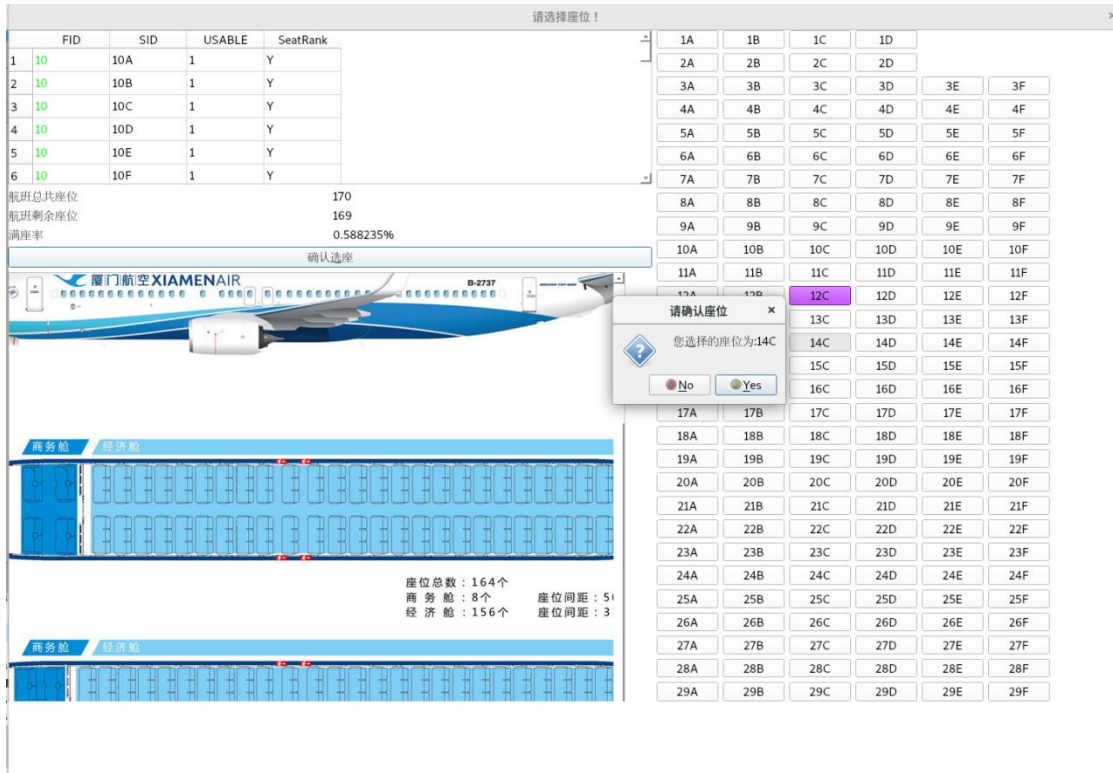 请选择座位！
FID SID USABLE SeatRank
1 10 10A 1 Y
2 10 10B 1 Y
3 10 10C 1 Y
4 10 10D 1 Y
5 10 10E 1 Y
6 10 10F 1 Y
航班总共座位 170
航班剩余座位 169
满座率 0.588235%
确认选座
厦门航空XIAMENAIR
B-2737
商务舱 经济舱
座位总数：164个
商务舱：8个 座位间距：5
经济舱：156个 座位间距：3
商务舱 经济舱
请确认座位 ×
您选择的座位为:14C
No Yes
1A 1B 1C 1D
2A 2B 2C 2D
3A 3B 3C 3D 3E 3F
4A 4B 4C 4D 4E 4F
5A 5B 5C 5D 5E 5F
6A 6B 6C 6D 6E 6F
7A 7B 7C 7D 7E 7F
8A 8B 8C 8D 8E 8F
9A 9B 9C 9D 9E 9F
10A 10B 10C 10D 10E 10F
11A 11B 11C 11D 11E 11F
12A 12B 12C 12D 12E 12F
13C 13D 13E 13F
14C 14D 14E 14F
15C 15D 15E 15F
16C 16D 16E 16F
17A 17B 17C 17D 17E 17F
18A 18B 18C 18D 18E 18F
19A 19B 19C 19D 19E 19F
20A 20B 20C 20D 20E 20F
21A 21B 21C 21D 21E 21F
22A 22B 22C 22D 22E 22F
23A 23B 23C 23D 23E 23F
24A 24B 24C 24D 24E 24F
25A 25B 25C 25D 25E 25F
26A 26B 26C 26D 26E 26F
27A 27B 27C 27D 27E 27F
28A 28B 28C 28D 28E 28F
29A 29B 29C 29D 29E 29F